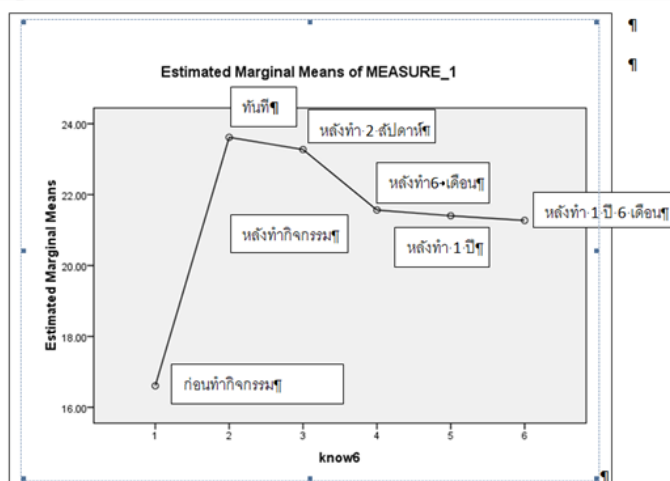 Estimated Marginal Means of MEASURE_1
ทันที¶
หลังทำ·2·สัปดาห์¶
หลังทำ6·เดือน¶
หลังทำ·1·ปี·6·เดือน¶
หลังทำกิจกรรม¶
หลังทำ·1·ปี¶
ก่อนทำกิจกรรม¶
Estimated Marginal Means
24.00
22.00
20.00
18.00
16.00
1 2 3 4 5 6
know6
¶
¶
¶